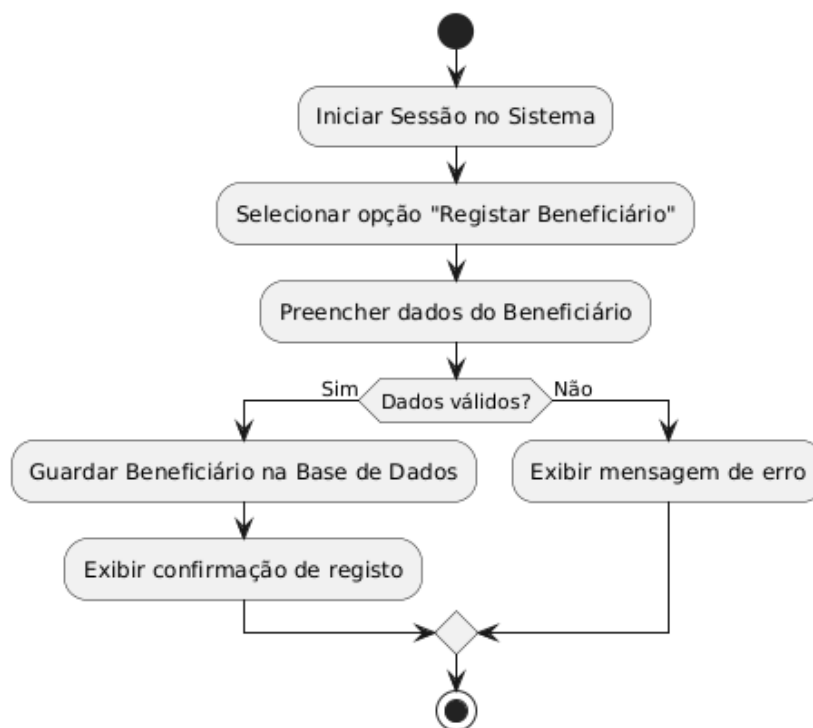 Iniciar Sessão no Sistema
Selecionar opção "Registar Beneficiário"
Preencher dados do Beneficiário
Sim
Dados válidos?
Não
Guardar Beneficiário na Base de Dados
Exibir mensagem de erro
Exibir confirmação de registo